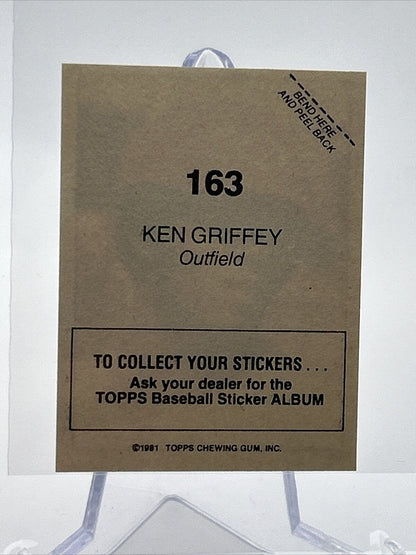 BEND HERE
AND PEEL BACK
163
KEN GRIFFEY
Outfield
TO COLLECT YOUR STICKERS...
Ask your dealer for the
TOPPS Baseball Sticker ALBUM
©1981 TOPPS CHEWING GUM, INC.